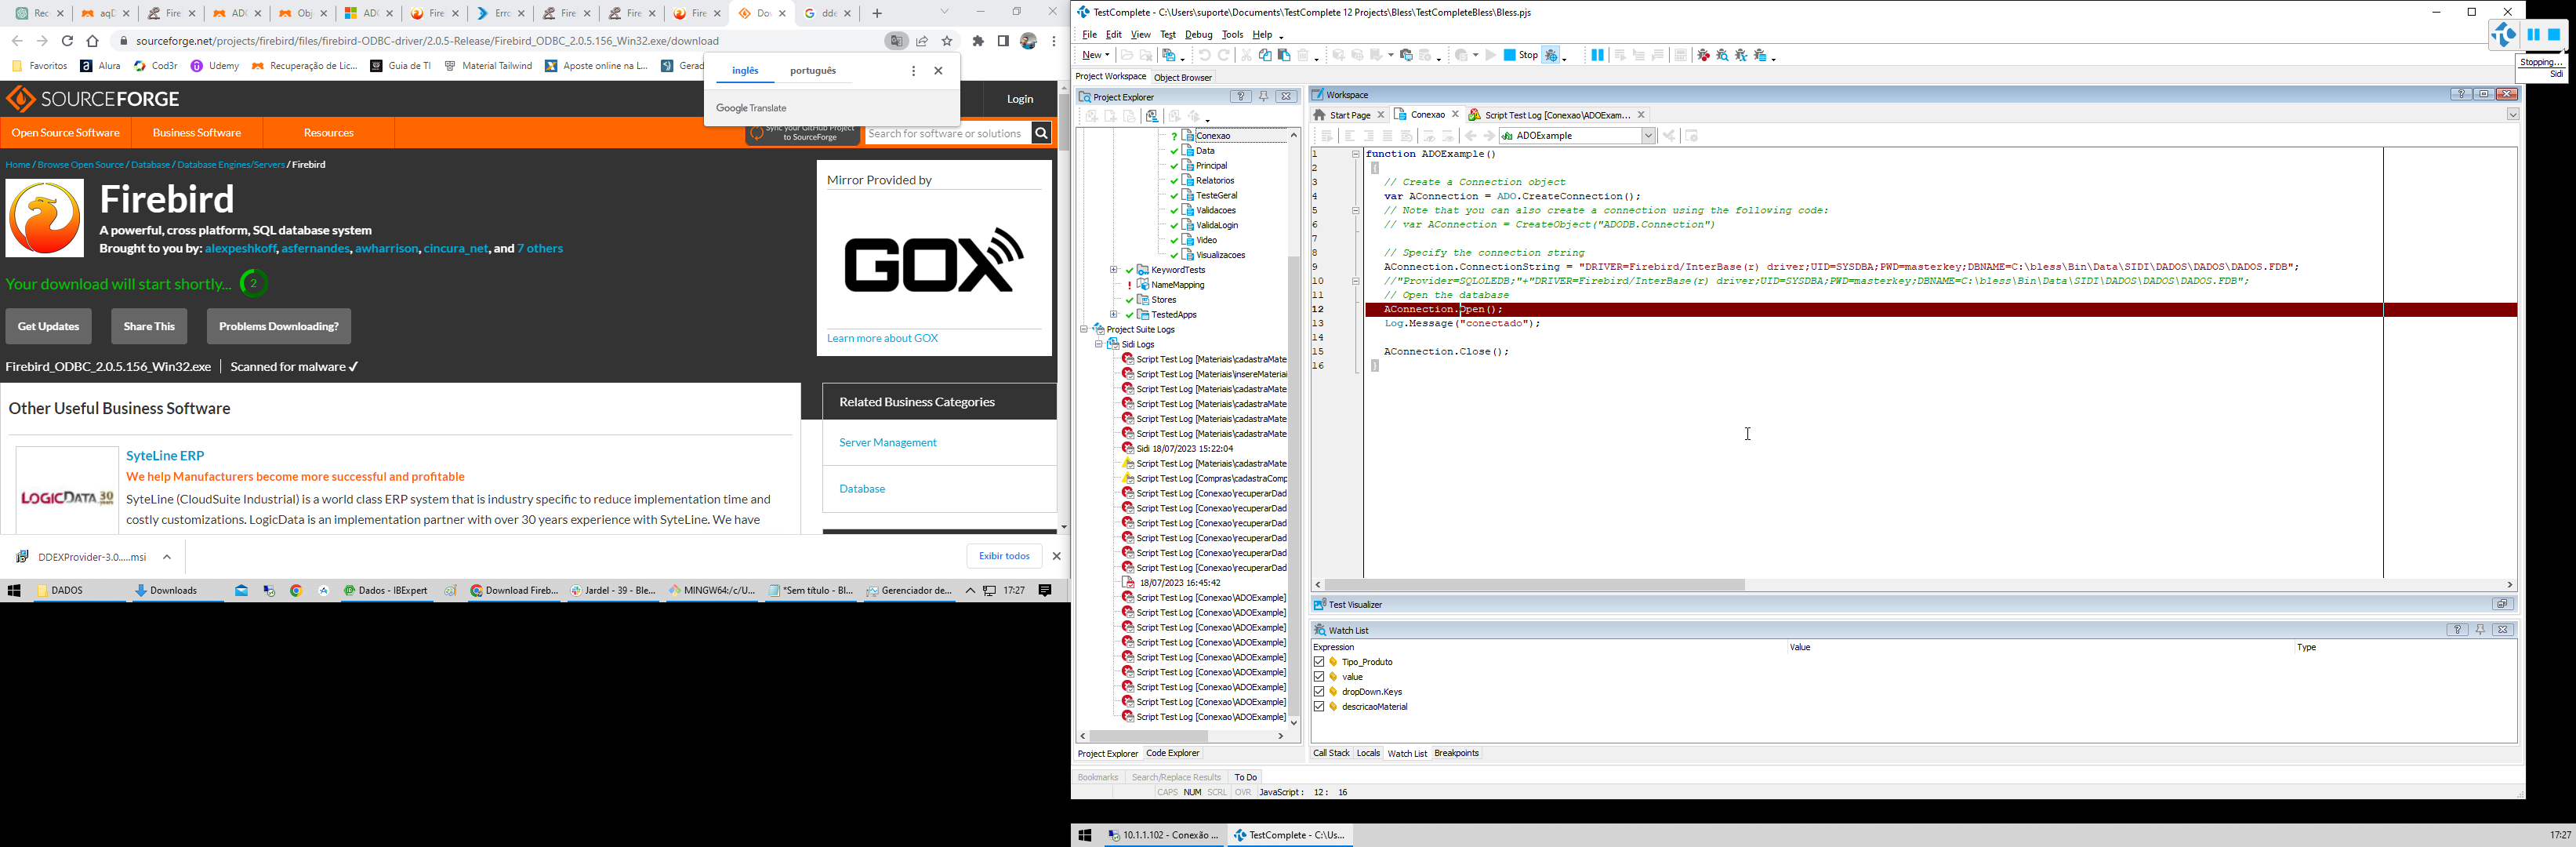 Rec
aqD
Fire
ADO
Obj
ADO
Fire
Erro
Fire
Fire
Fire
Dov
dde
sourceforge.net/projects/firebird/files/firebird-ODBC-driver/2.0.5-Release/Firebird_ODBC_2.0.5.156_Win32.exe/download
Favoritos
Alura
Cod3r
Udemy
Recuperação de Lic...
Guia de TI
Material Tailwind
Aposte online na L...
Gerad
inglês
português
Google Translate
SOURCEFORGE
Login
Open Source Software
Business Software
Resources
Sync your GitHub Project
to SourceForge
Search for software or solutions
Home / Browse Open Source / Database / Database Engines/Servers / Firebird
Firebird
A powerful, cross platform, SQL database system
Brought to you by: alexpeshkoff, asfernandes, awharrison, cincura_net, and 7 others
Your download will start shortly... 2
Get Updates
Share This
Problems Downloading?
Firebird_ODBC_2.0.5.156_Win32.exe
Scanned for malware ✓
Mirror Provided by
GOX
Learn more about GOX
Other Useful Business Software
LOGICDATA 30
SyteLine ERP
We help Manufacturers become more successful and profitable
SyteLine (CloudSuite Industrial) is a world class ERP system that is industry specific to reduce implementation time and
costly customizations. LogicData is an implementation partner with over 30 years experience with SyteLine. We have
Related Business Categories
Server Management
Database
DDEXProvider-3.0.....msi
Exibir todos
DADOS
Downloads
Dados - IBExpert
Download Fireb...
Jardel - 39 - Ble...
MINGW64:/c/U...
*Sem título - Bl...
Gerenciador de...
17:27
TestComplete - C:\Users\suporte\Documents\TestComplete 12 Projects\Bless\TestCompleteBless\Bless.pjs
File Edit View Test Debug Tools Help
New
Stop
Stopping...
Sidi
Project Workspace
Object Browser
Project Explorer
Conexao
Data
Principal
Relatorios
TesteGeral
Validacoes
ValidaLogin
Video
Visualizacoes
KeywordTests
NameMapping
Stores
TestedApps
Project Suite Logs
Sidi Logs
Script Test Log [Materiais\cadastraMate
Script Test Log [Materiais\insereMateriai
Script Test Log [Materiais\cadastraMate
Script Test Log [Materiais\cadastraMate
Script Test Log [Materiais\cadastraMate
Script Test Log [Materiais\cadastraMate
Sidi 18/07/2023 15:22:04
Script Test Log [Materiais\cadastraMate
Script Test Log [Compras\cadastraComp
Script Test Log [Conexao\recuperarDad
Script Test Log [Conexao\recuperarDad
Script Test Log [Conexao\recuperarDad
Script Test Log [Conexao\recuperarDad
Script Test Log [Conexao\recuperarDad
Script Test Log [Conexao\recuperarDad
18/07/2023 16:45:42
Script Test Log [Conexao\ADOExample]
Script Test Log [Conexao\ADOExample]
Script Test Log [Conexao\ADOExample]
Script Test Log [Conexao\ADOExample]
Script Test Log [Conexao\ADOExample]
Script Test Log [Conexao\ADOExample]
Script Test Log [Conexao\ADOExample]
Script Test Log [Conexao\ADOExample]
Script Test Log [Conexao\ADOExample]
Project Explorer
Code Explorer
Workspace
Start Page
Conexao
Script Test Log [Conexao\ADOExam...
ADOExample
1 function ADOExample()
2 {
3 // Create a Connection object
4 var AConnection = ADO.CreateConnection();
5 // Note that you can also create a connection using the following code:
6 // var AConnection = CreateObject("ADODB.Connection")
7
8 // Specify the connection string
9 AConnection.ConnectionString = "DRIVER=Firebird/InterBase(r) driver;UID=SYSDBA;PWD=masterkey;DBNAME=C:\bless\Bin\Data\SIDI\DADOS\DADOS\DADOS.FDB";
10 //"Provider=SQLOLEDB;"+"DRIVER=Firebird/InterBase(r) driver;UID=SYSDBA;PWD=masterkey;DBNAME=C:\bless\Bin\Data\SIDI\DADOS\DADOS\DADOS.FDB";
11 // Open the database
12 AConnection.Open();
13 Log.Message("conectado");
14
15 AConnection.Close();
16 }
Test Visualizer
Watch List
Expression Value Type
Tipo_Produto
value
dropDown.Keys
descricaoMaterial
Call Stack
Locals
Watch List
Breakpoints
Bookmarks
Search/Replace Results
To Do
CAPS NUM SCRL OVR JavaScript : 12 : 16
10.1.1.102 - Conexão ...
TestComplete - C:\Us...
17:27